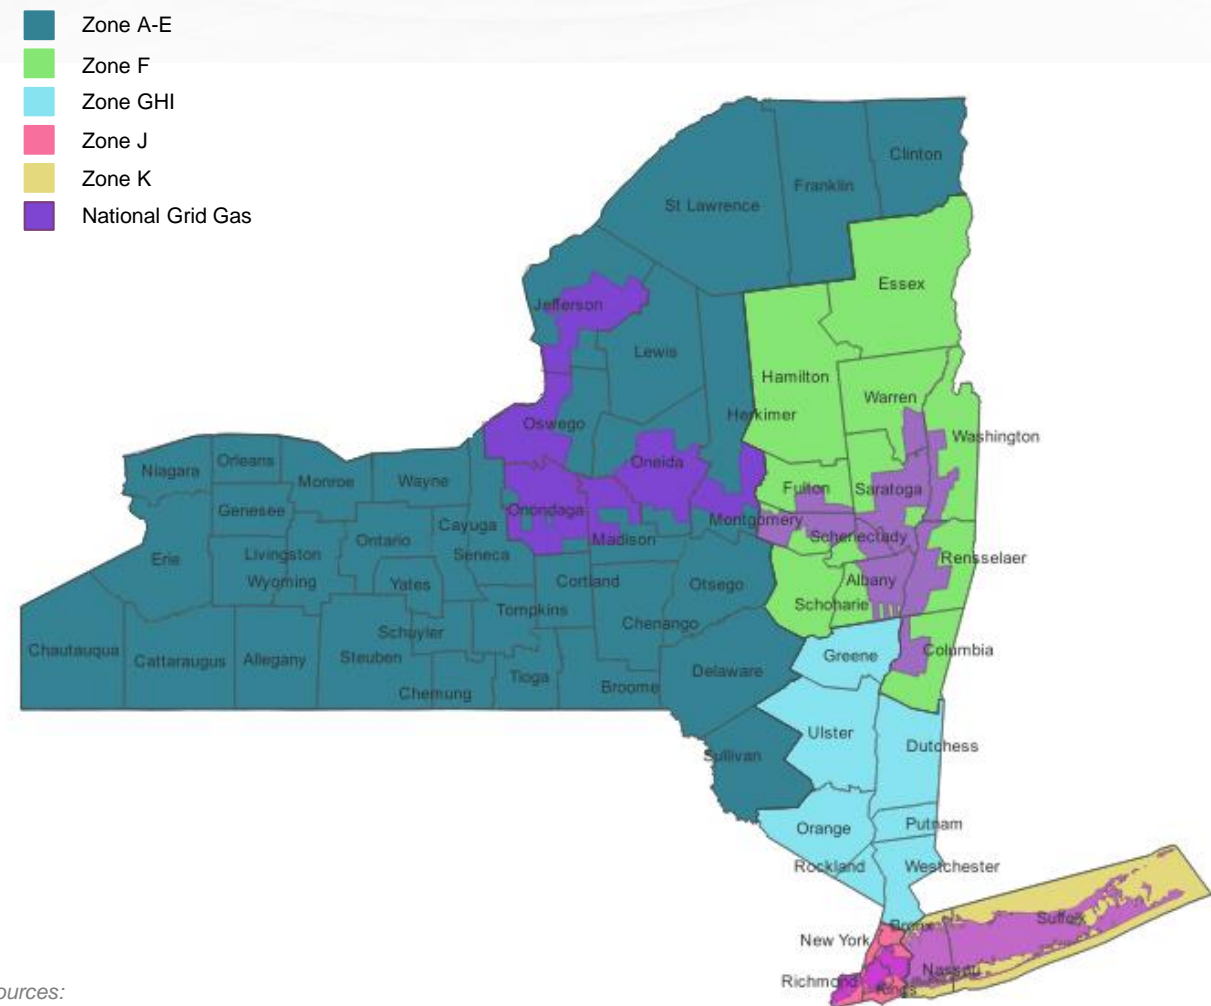 Zone A-E
Zone F
Zone GHI
Zone J
Zone K
National Grid Gas
Clinton
Franklin
St Lawrence
Essex
Jefferson
Lewis
Hamilton
Warren
Herkimer
Oswego
Washington
Oneida
Orleans
Niagara
Monroe
Wayne
Fulton
Saratoga
Genesee
Onondaga
Montgomery
Cayuga
Schenectady
Ontario
Madison
Livingston
Seneca
Erie
Rensselaer
Wyoming
Yates
Cortland
Otsego
Albany
Tompkins
Schoharie
Chenango
Schuyler
Chautauqua
Cattaraugus
Allegany
Steuben
Greene
Columbia
Delaware
Tioga
Broome
Chemung
Ulster
Dutchess
Sullivan
Orange
Putnam
Rockland
Westchester
Suffolk
Bronx
New York
Nassau
Richmond
Kings
ources: